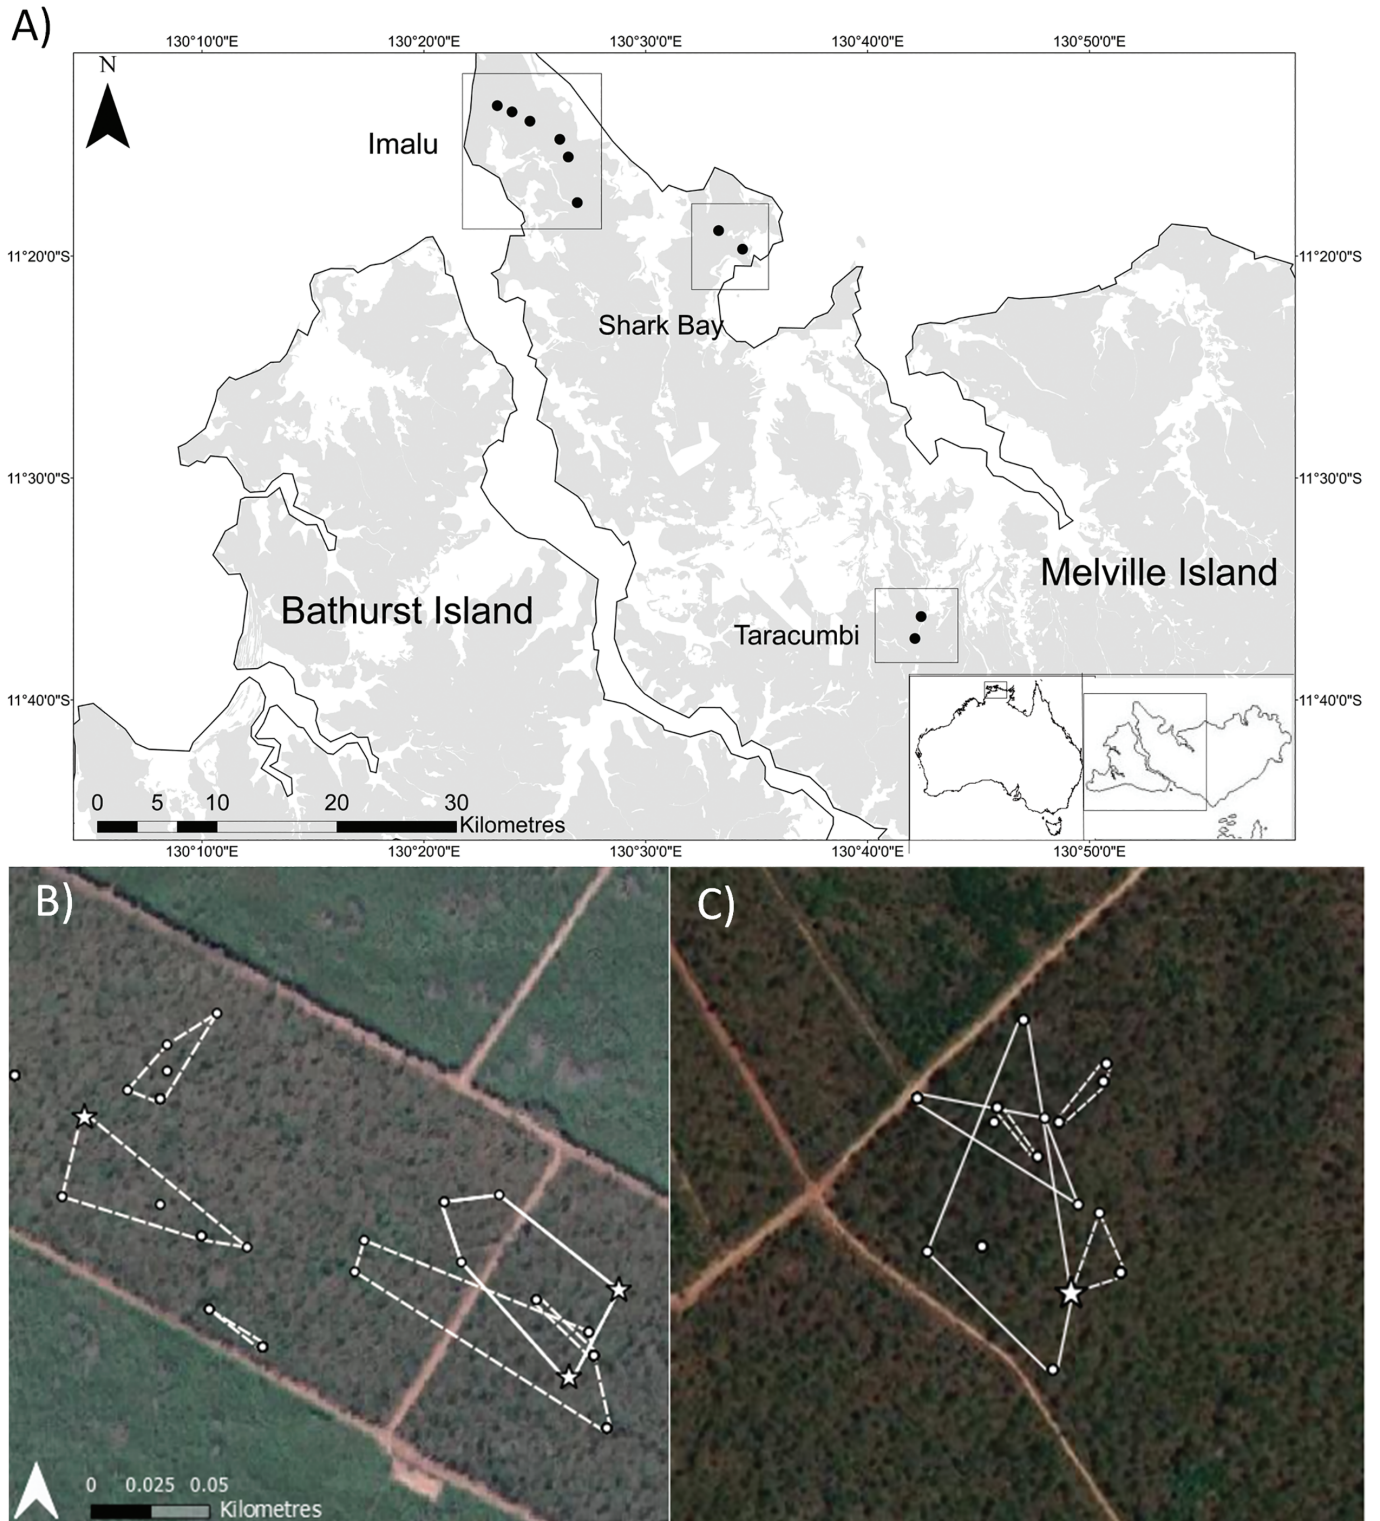 A)
130°10'0"E 130°20'0"E 130°30'0"E 130°40'0"E 130°50'0"E
N
Imalu
11°20'0"S 11°20'0"S
Shark Bay
11°30'0"S 11°30'0"S
Melville Island
Bathurst Island
Taracumbi
11°40'0"S 11°40'0"S
0 5 10 20 30
Kilometres
130°10'0"E 130°20'0"E 130°30'0"E 130°40'0"E 130°50'0"E
B) C)
0 0.025 0.05
Kilometres